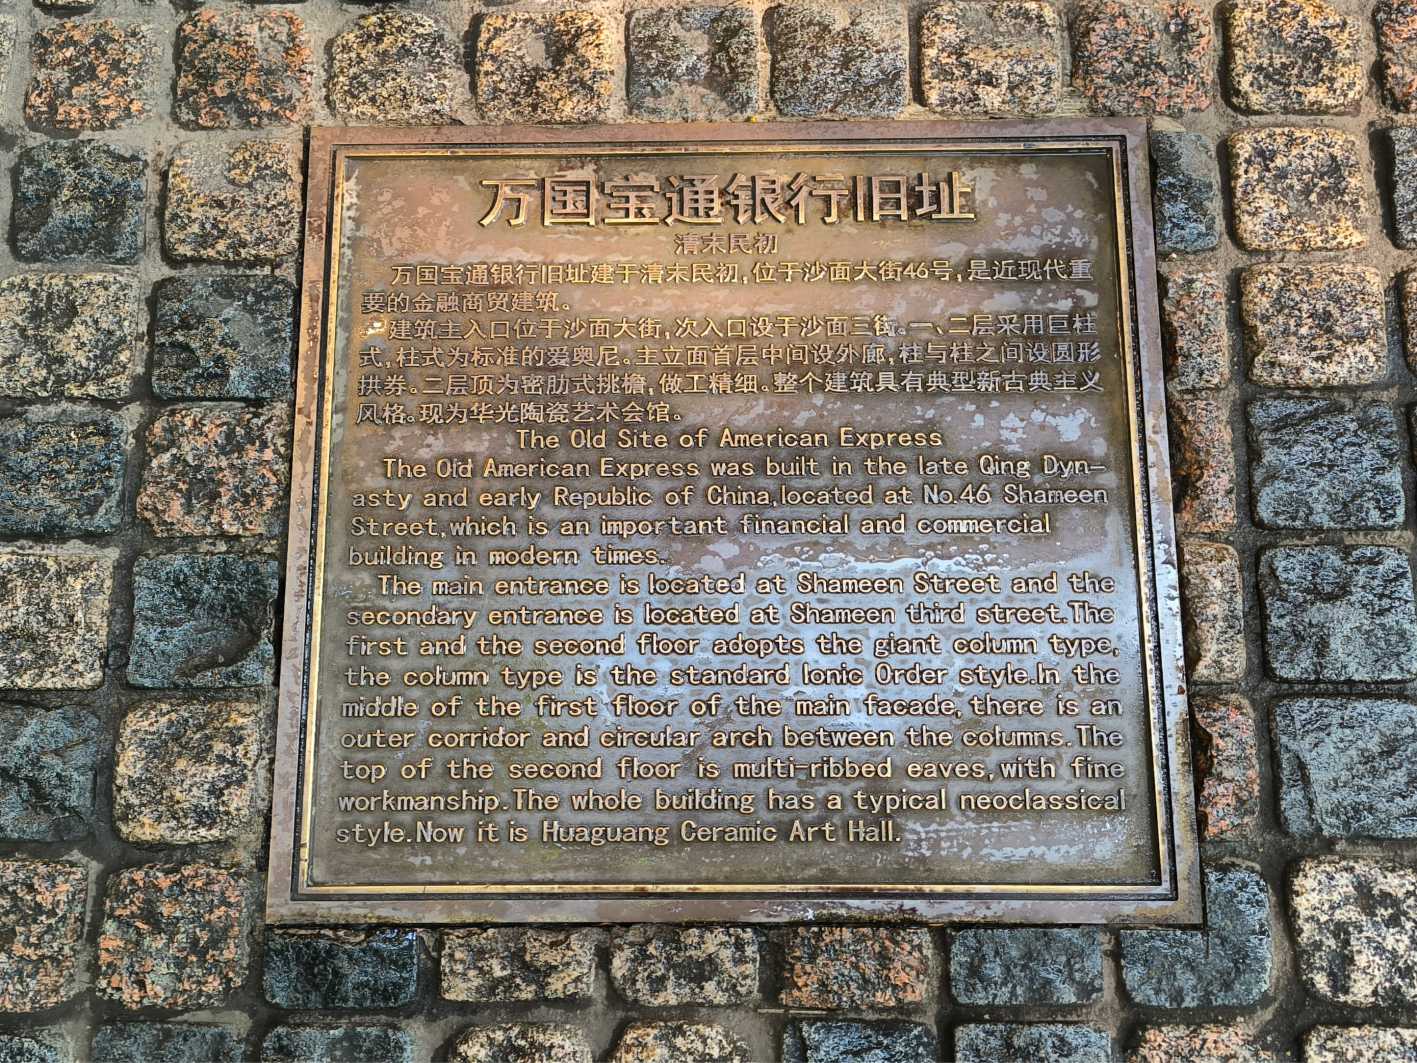 万国宝通银行旧址
清末民初
万国宝通银行旧址建于清末民初,位于沙面大街46号,是近现代重
要的金融商贸建筑。
建筑主入口位于沙面大街,次入口设于沙面三街。一、二层采用巨柱
式,柱式为标准的爱奥尼。主立面首层中间设外廊,柱与柱之间设圆形
拱券。二层顶为密肋式挑檐,做工精细。整个建筑具有典型新古典主义
风格。现为华光陶瓷艺术会馆。
The Old Site of American Express
The Old American Express was built in the late Qing Dyn-
asty and early Republic of China,located at No.46 Shameen
Street,which is an important financial and commercial
building in modern times.
The main entrance is located at Shameen Street and the
secondary entrance is located at Shameen third street.The
first and the second floor adopts the giant column type,
the column type is the standard Ionic Order style.In the
middle of the first floor of the main facade,there is an
outer corridor and circular arch between the columns.The
top of the second floor is multi-ribbed eaves,with fine
workmanship.The whole building has a typical neoclassical
style.Now it is Huaguang Ceramic Art Hall.